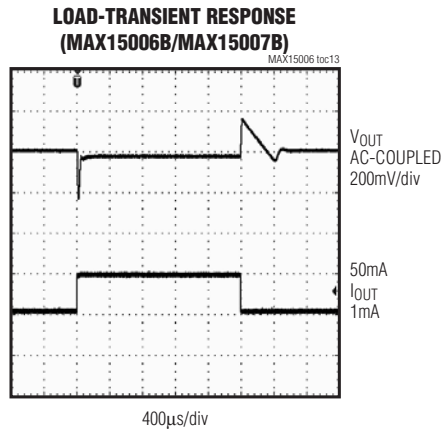 LOAD-TRANSIENT RESPONSE
(MAX15006B/MAX15007B)
MAX15006 toc13
VOUT
AC-COUPLED
200mV/div
50mA
IOUT
1mA
400µs/div